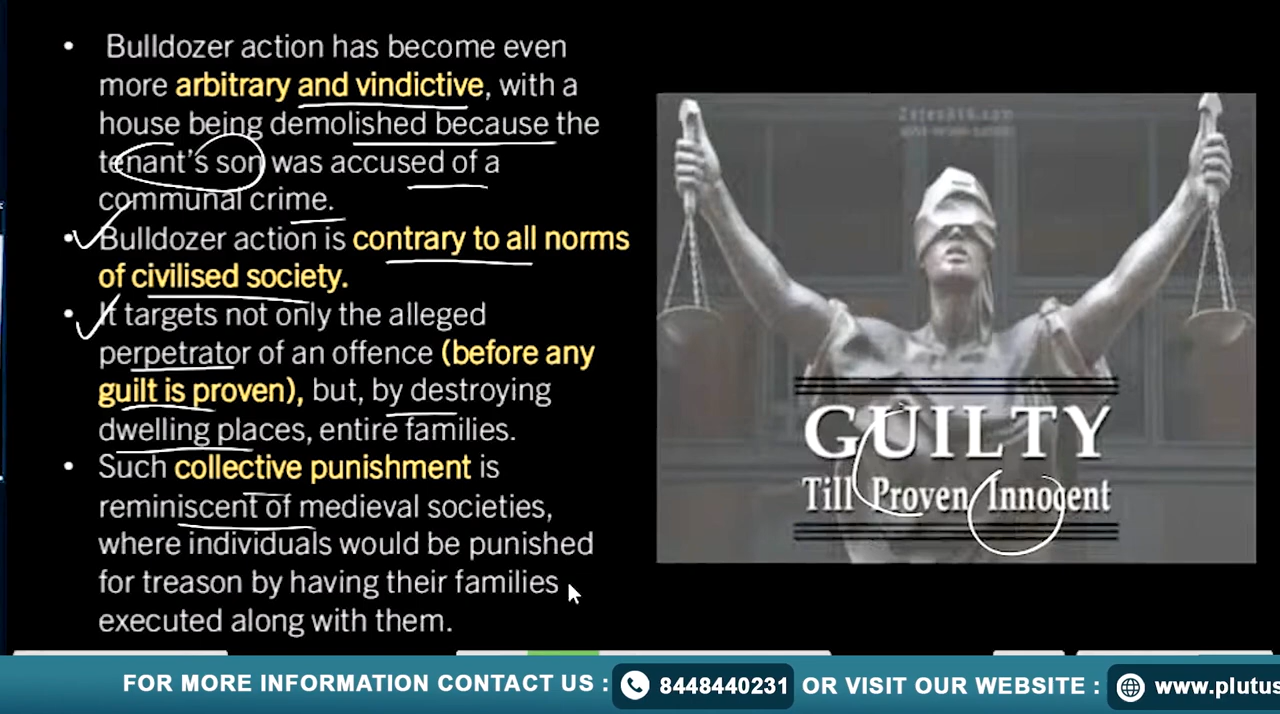 • Bulldozer action has become even
more arbitrary and vindictive, with a
house being demolished because the
tenant's son was accused of a
communal crime.
• Bulldozer action is contrary to all norms
of civilised society.
• It targets not only the alleged
perpetrator of an offence (before any
guilt is proven), but, by destroying
dwelling places, entire families.
• Such collective punishment is
reminiscent of medieval societies,
where individuals would be punished
for treason by having their families
executed along with them.
GUILTY
Till Proven Innocent
FOR MORE INFORMATION CONTACT US : 8448440231 OR VISIT OUR WEBSITE : www.plutus